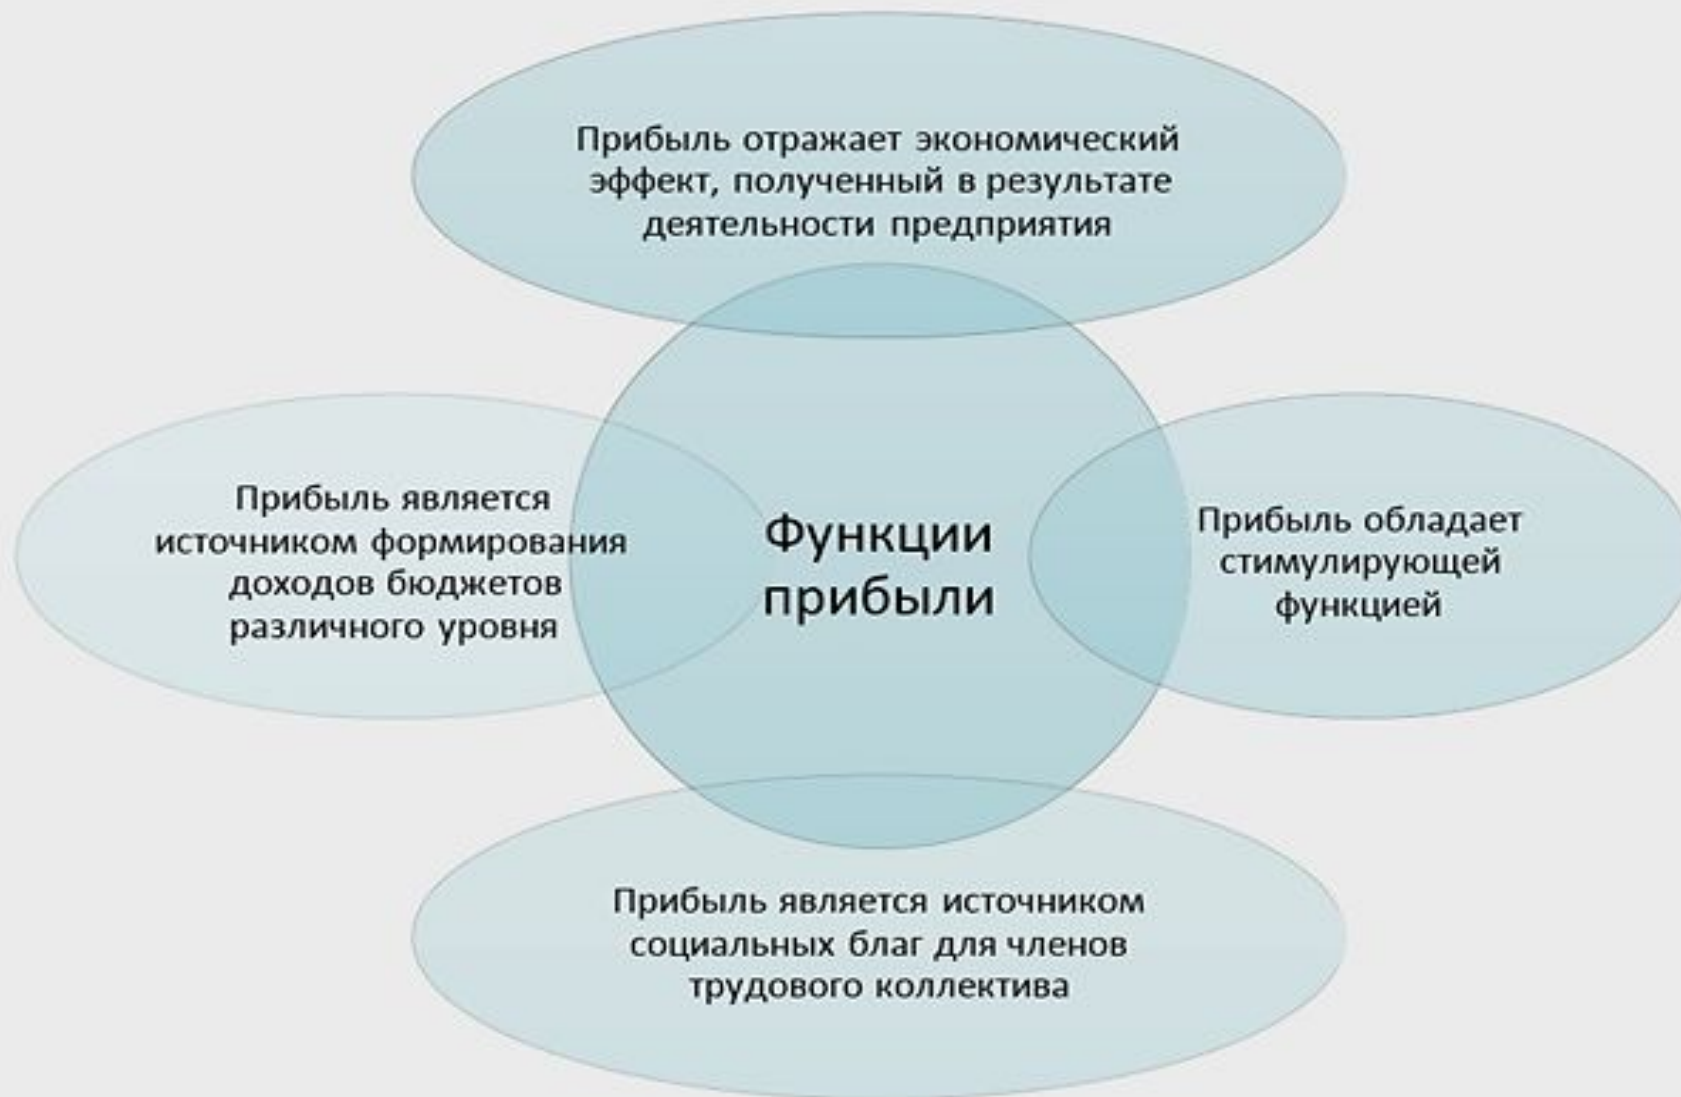 Прибыль отражает экономический
эффект, полученный в результате
деятельности предприятия
Прибыль является
источником формирования
доходов бюджетов
различного уровня
Функции
прибыли
Прибыль обладает
стимулирующей
функцией
Прибыль является источником
социальных благ для членов
трудового коллектива